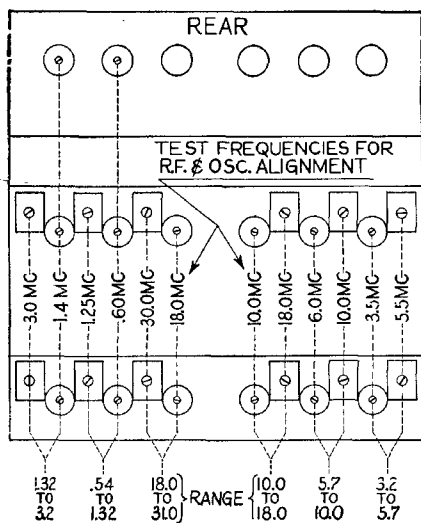 REAR
TEST FREQUENCIES FOR
R.F. & OSC. ALIGNMENT
3.0 MC
1.4 MC
1.25 MC
.60 MC
30.0 MC
18.0 MC
10.0 MC
18.0 MC
6.0 MC
10.0 MC
3.5 MC
5.5 MC
1.32
TO
3.2
.54
TO
1.32
18.0
TO
31.0
RANGE
10.0
TO
18.0
5.7
TO
10.0
3.2
TO
5.7